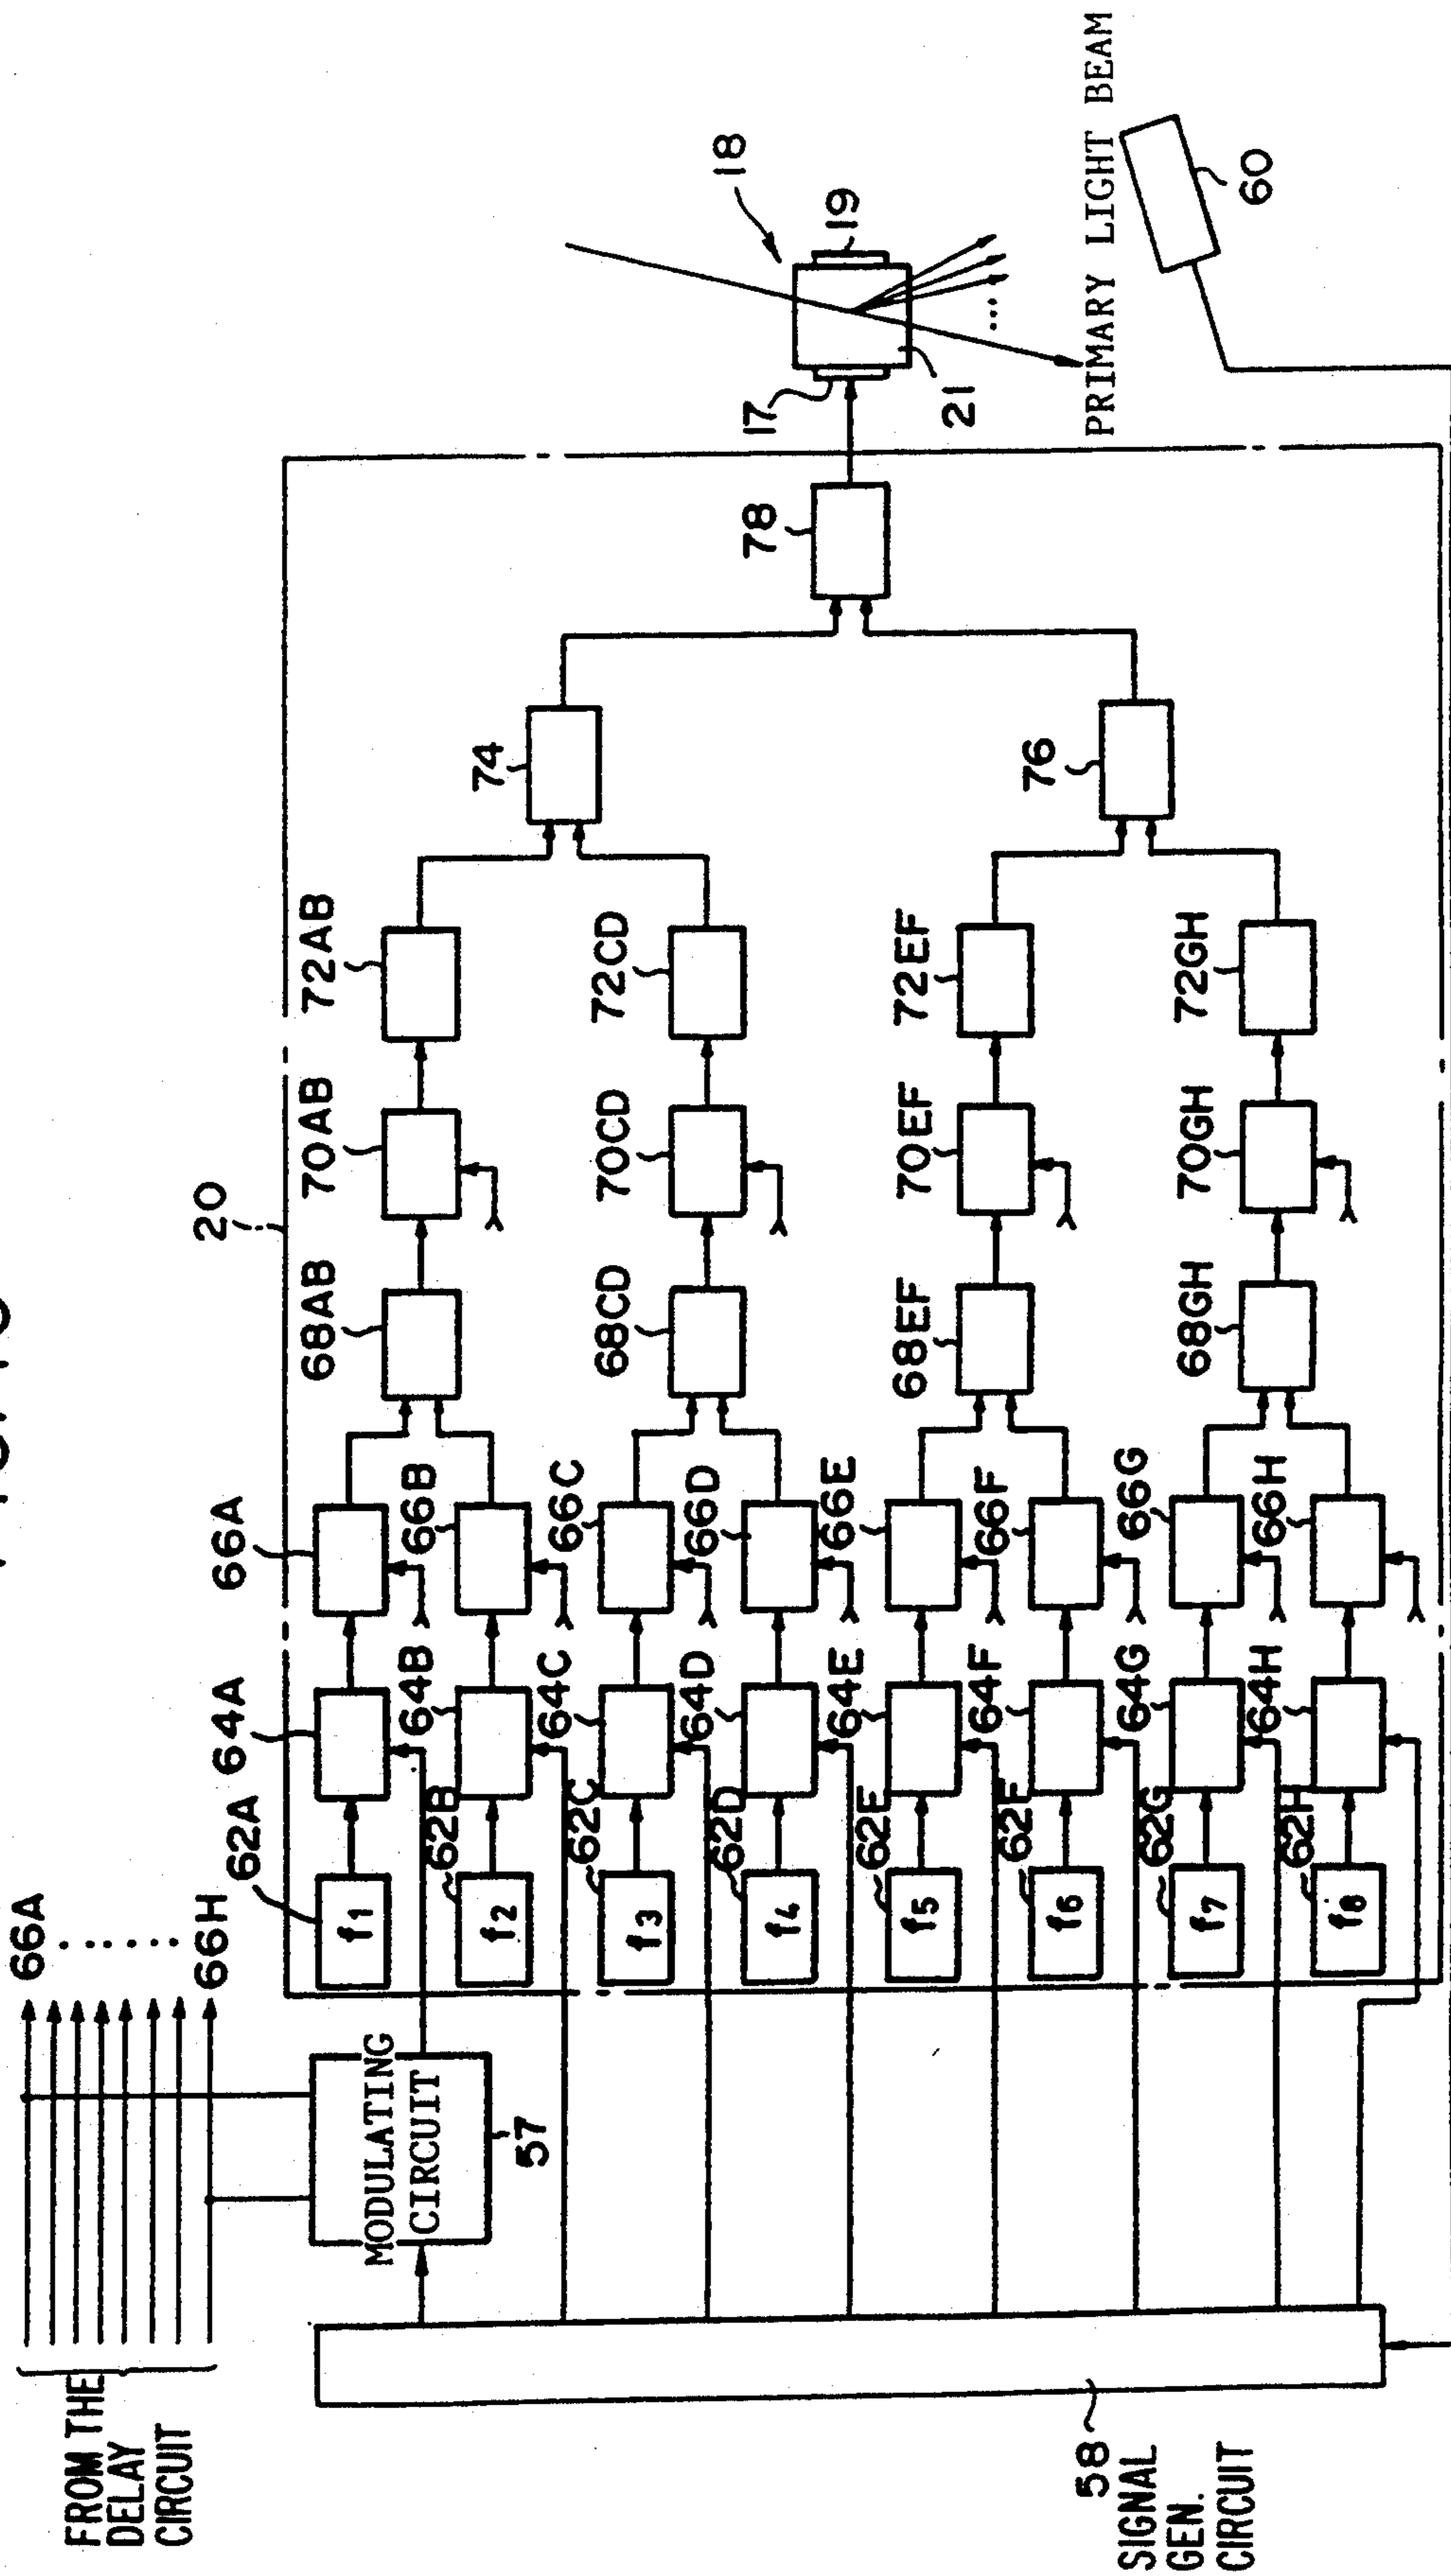 66A
66H
FROM THE
DELAY
CIRCUIT
MODULATING
CIRCUIT
57
58
SIGNAL
GEN.
CIRCUIT
20
62A
64A
66A
68AB
70AB
72AB
f1
62B
64B
66B
f2
62C
64C
66C
68CD
70CD
72CD
f3
62D
64D
66D
f4
74
62E
64E
66E
68EF
70EF
72EF
f5
62F
64F
66F
f6
62G
64G
66G
68GH
70GH
72GH
f7
62H
64H
66H
f8
76
78
17
18
19
21
PRIMARY LIGHT BEAM
60